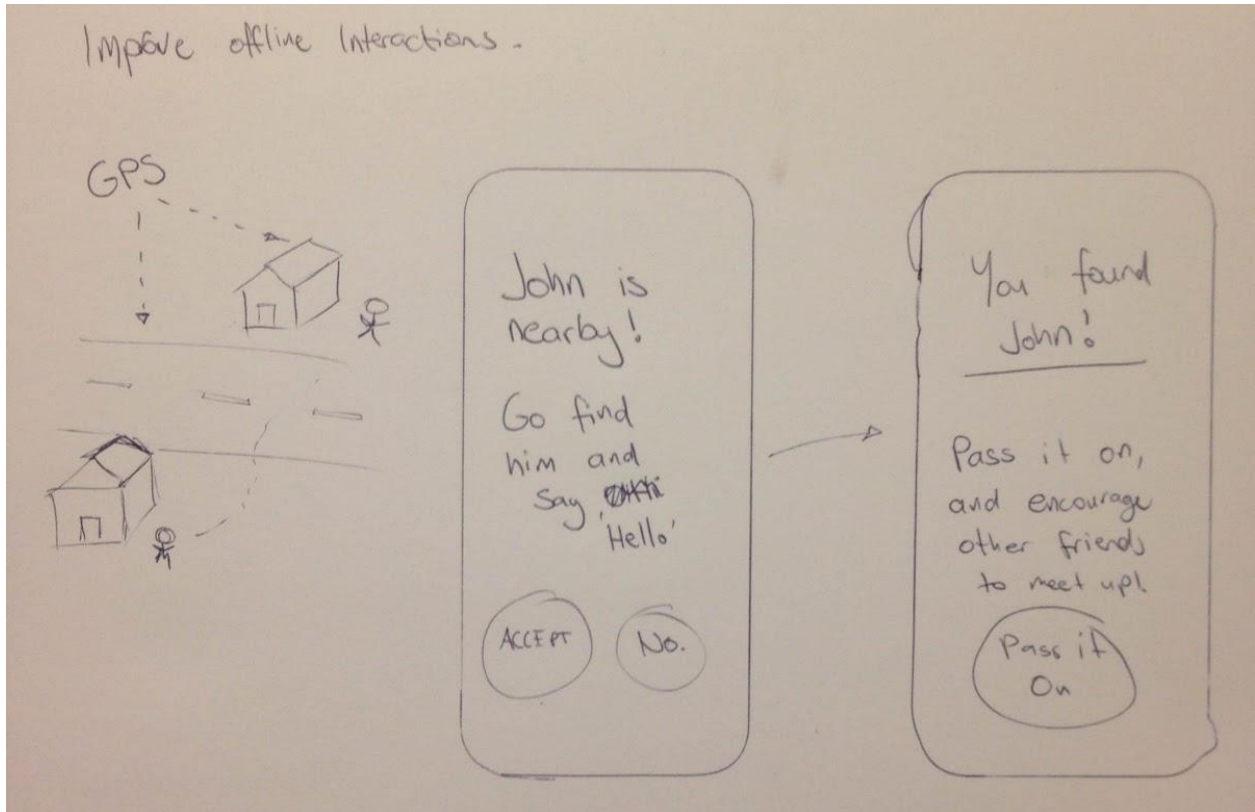 Improve offline Interactions.
GPS
John is
nearby!
Go find
him and
say
'Hello'
ACCEPT
No.
You found
John!
Pass it on,
and encourage
other friends
to meet up!
Pass it
On